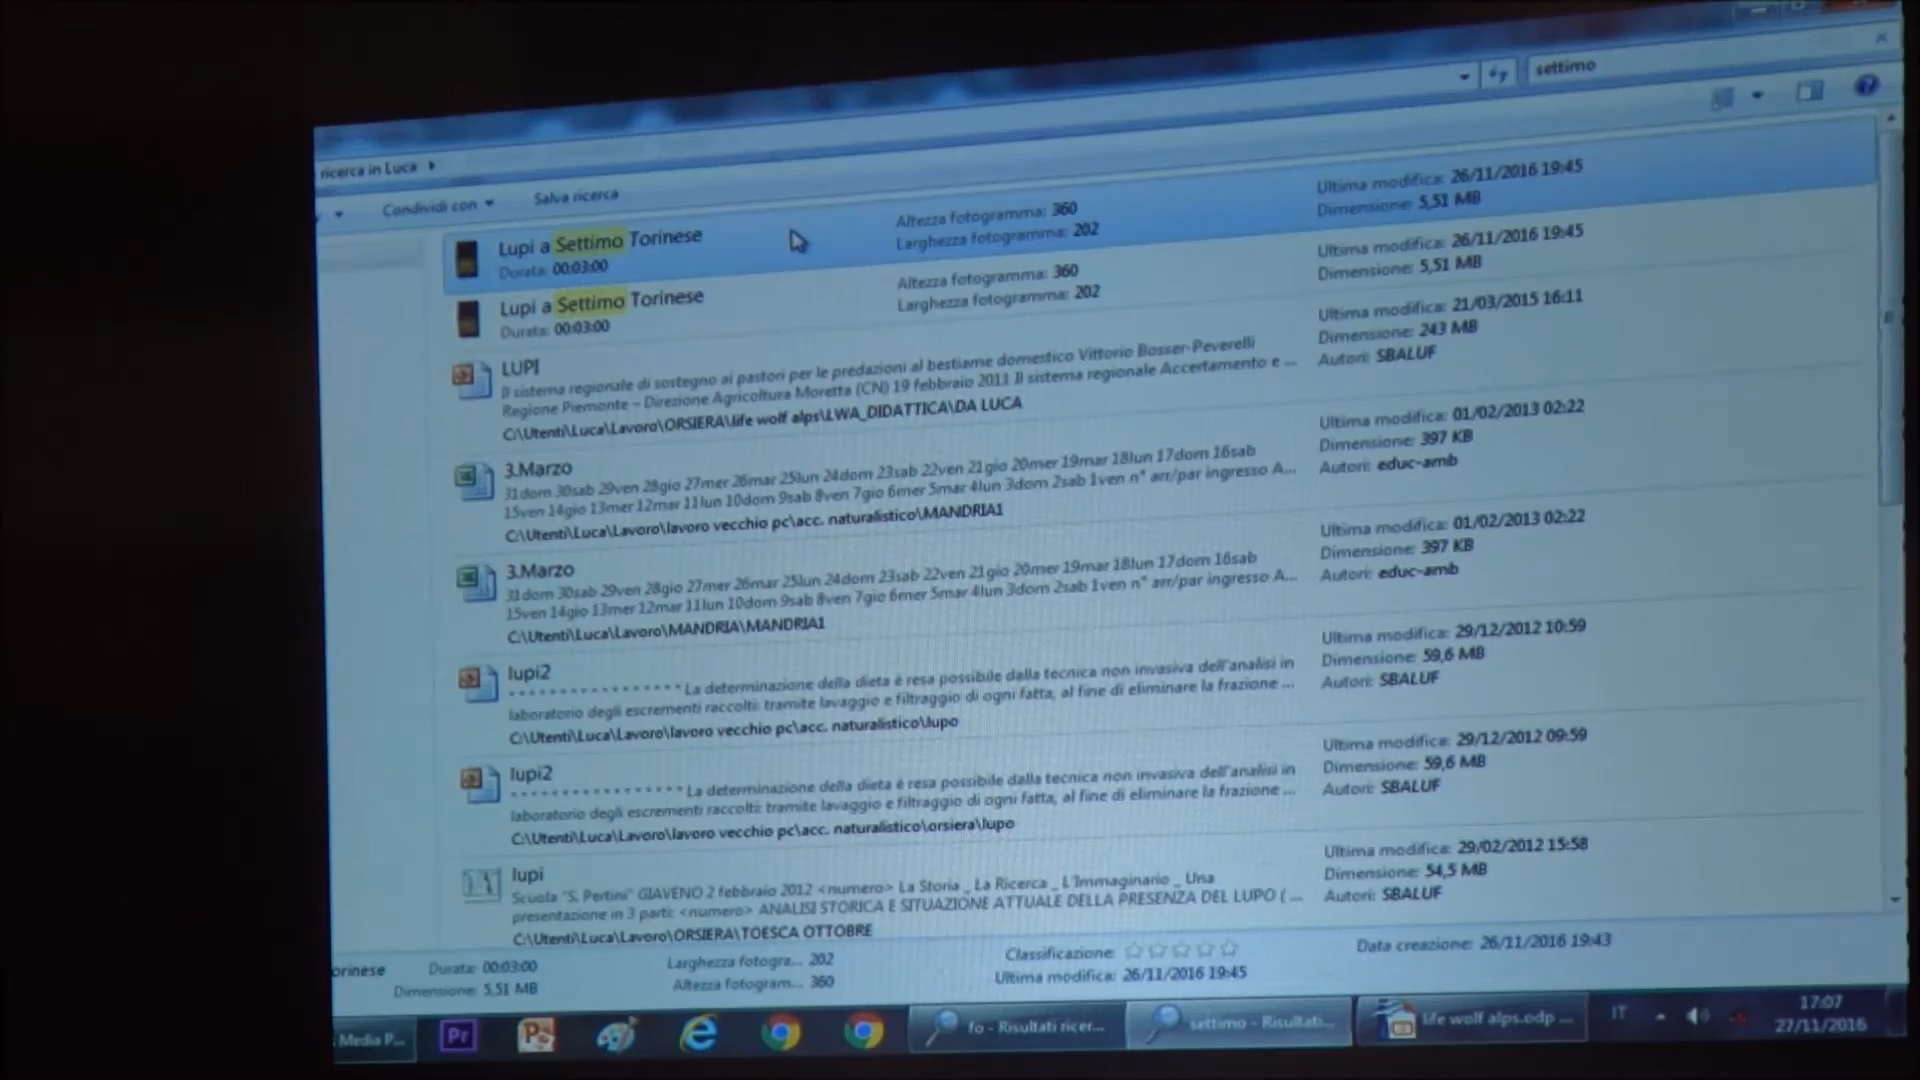 settimo
ricerca in Luca
Condividi con
Salva ricerca
Lupi a Settimo Torinese
Durata: 00:03:00
Altezza fotogramma: 360
Larghezza fotogramma: 202
Ultima modifica: 26/11/2016 19:45
Dimensione: 5,51 MB
Lupi a Settimo Torinese
Durata: 00:03:00
Altezza fotogramma: 360
Larghezza fotogramma: 202
Ultima modifica: 26/11/2016 19:45
Dimensione: 5,51 MB
LUPI
Il sistema regionale di sostegno ai pastori per le predazioni al bestiame domestico Vittorio Bosser-Peverelli
Regione Piemonte – Direzione Agricoltura Moretta (CN) 19 febbraio 2011 Il sistema regionale Accertamento e ...
C:\Utenti\Luca\Lavoro\ORSIERA\life wolf alps\LWA_DIDATTICA\DA LUCA
Ultima modifica: 21/03/2015 16:11
Dimensione: 243 MB
Autori: SBALUF
3.Marzo
31dom 30sab 29ven 28gio 27mer 26mar 25lun 24dom 23sab 22ven 21gio 20mer 19mar 18lun 17dom 16sab
15ven 14gio 13mer 12mar 11lun 10dom 9sab 8ven 7gio 6mer 5mar 4lun 3dom 2sab 1ven n° arr/par ingresso A...
C:\Utenti\Luca\Lavoro\lavoro vecchio pc\acc. naturalistico\MANDRIA1
Ultima modifica: 01/02/2013 02:22
Dimensione: 397 KB
Autori: educ-amb
3.Marzo
31dom 30sab 29ven 28gio 27mer 26mar 25lun 24dom 23sab 22ven 21gio 20mer 19mar 18lun 17dom 16sab
15ven 14gio 13mer 12mar 11lun 10dom 9sab 8ven 7gio 6mer 5mar 4lun 3dom 2sab 1ven n° arr/par ingresso A...
C:\Utenti\Luca\Lavoro\MANDRIA\MANDRIA1
Ultima modifica: 01/02/2013 02:22
Dimensione: 397 KB
Autori: educ-amb
lupi2
La determinazione della dieta è resa possibile dalla tecnica non invasiva dell'analisi in
laboratorio degli escrementi raccolti: tramite lavaggio e filtraggio di ogni fatta, al fine di eliminare la frazione ...
C:\Utenti\Luca\Lavoro\lavoro vecchio pc\acc. naturalistico\lupo
Ultima modifica: 29/12/2012 10:59
Dimensione: 59,6 MB
Autori: SBALUF
lupi2
La determinazione della dieta è resa possibile dalla tecnica non invasiva dell'analisi in
laboratorio degli escrementi raccolti: tramite lavaggio e filtraggio di ogni fatta, al fine di eliminare la frazione ...
C:\Utenti\Luca\Lavoro\lavoro vecchio pc\acc. naturalistico\orsiera\lupo
Ultima modifica: 29/12/2012 09:59
Dimensione: 59,6 MB
Autori: SBALUF
lupi
Scuola "S. Pertini" GIAVENO 2 febbraio 2012 <numero> La Storia _ La Ricerca _ L'Immaginario _ Una
presentazione in 3 parti: <numero> ANALISI STORICA E SITUAZIONE ATTUALE DELLA PRESENZA DEL LUPO ( ...
C:\Utenti\Luca\Lavoro\ORSIERA\TOESCA OTTOBRE
Ultima modifica: 29/02/2012 15:58
Dimensione: 54,5 MB
Autori: SBALUF
orinese
Durata: 00:03:00
Dimensione: 5,51 MB
Larghezza fotogra... 202
Altezza fotogram... 360
Classificazione:
Ultima modifica: 26/11/2016 19:45
Data creazione: 26/11/2016 19:43
Media P...
Pr
fo - Risultati ricer...
settimo - Risultati...
life wolf alps.odp ...
IT
17:07
27/11/2016